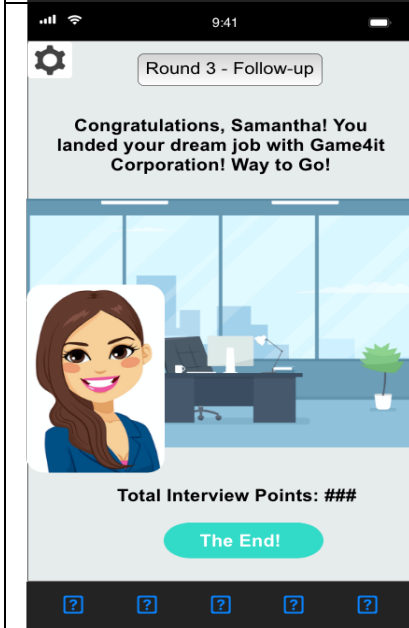 9:41
Round 3 - Follow-up
Congratulations, Samantha! You
landed your dream job with Game4it
Corporation! Way to Go!
Total Interview Points: ###
The End!
? ? ? ? ?